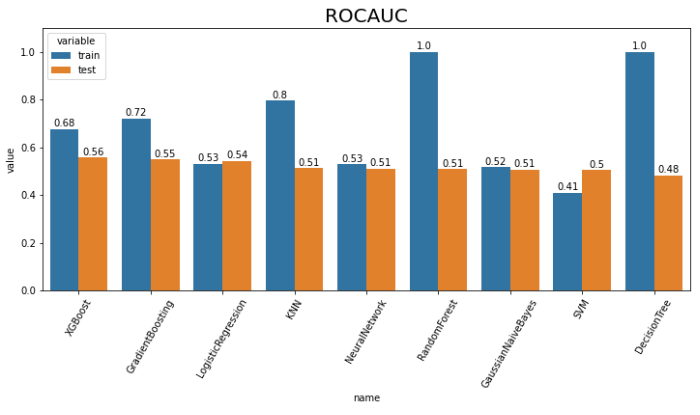 ROCAUC
variable
train
test
value
1.0
0.8
0.6
0.4
0.2
0.0
0.68 0.56
0.72 0.55
0.53 0.54
0.8 0.51
0.53 0.51
1.0 0.51
0.52 0.51
0.41 0.5
1.0 0.48
XGBoost
GradientBoosting
LogisticRegression
KNN
NeuralNetwork
RandomForest
GaussianNaiveBayes
SVM
DecisionTree
name